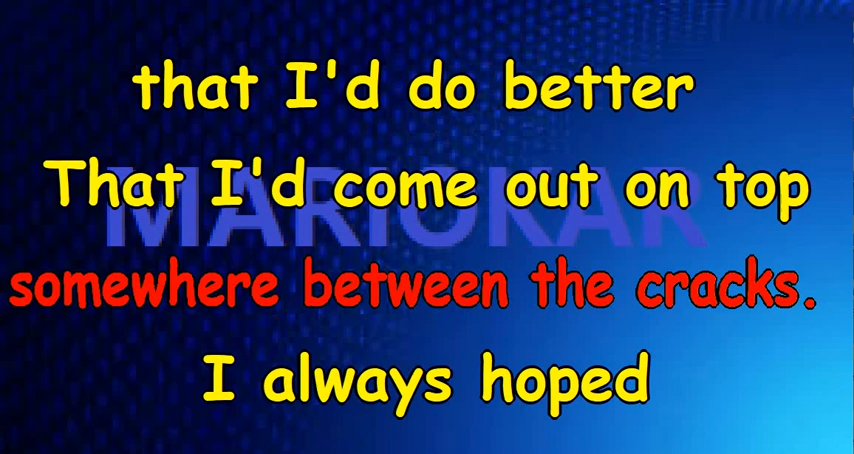 that I'd do better
That I'd come out on top
MARIOKAR
somewhere between the cracks.
I always hoped